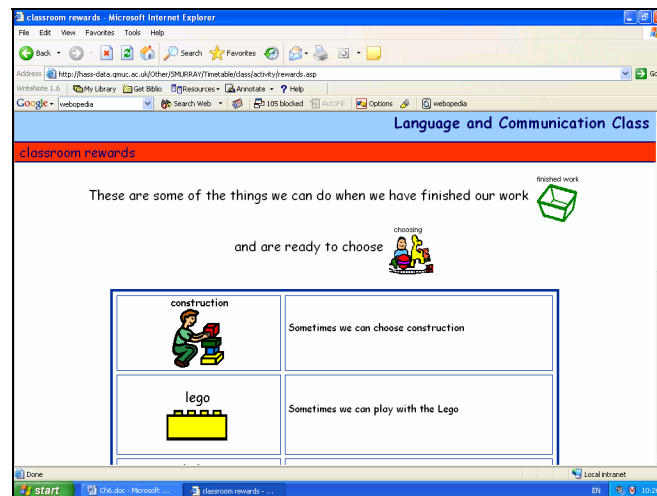 classroom rewards - Microsoft Internet Explorer
File Edit View Favorites Tools Help
Back Search Favorites
Address http://hass-data.qmuc.ac.uk/Other/SMURRAY/Timetable/class/activity/rewards.asp Go
WriteNote 1.6 My Library Get Biblio Resources Annotate ? Help
Google webopedia Search Web 105 blocked AutoFill Options webopedia
Language and Communication Class
classroom rewards
finished work
These are some of the things we can do when we have finished our work
choosing
and are ready to choose
construction
Sometimes we can choose construction
lego
Sometimes we can play with the Lego
Done Local intranet
start Ch6.doc - Microsoft ... classroom rewards - ... EN 10:26